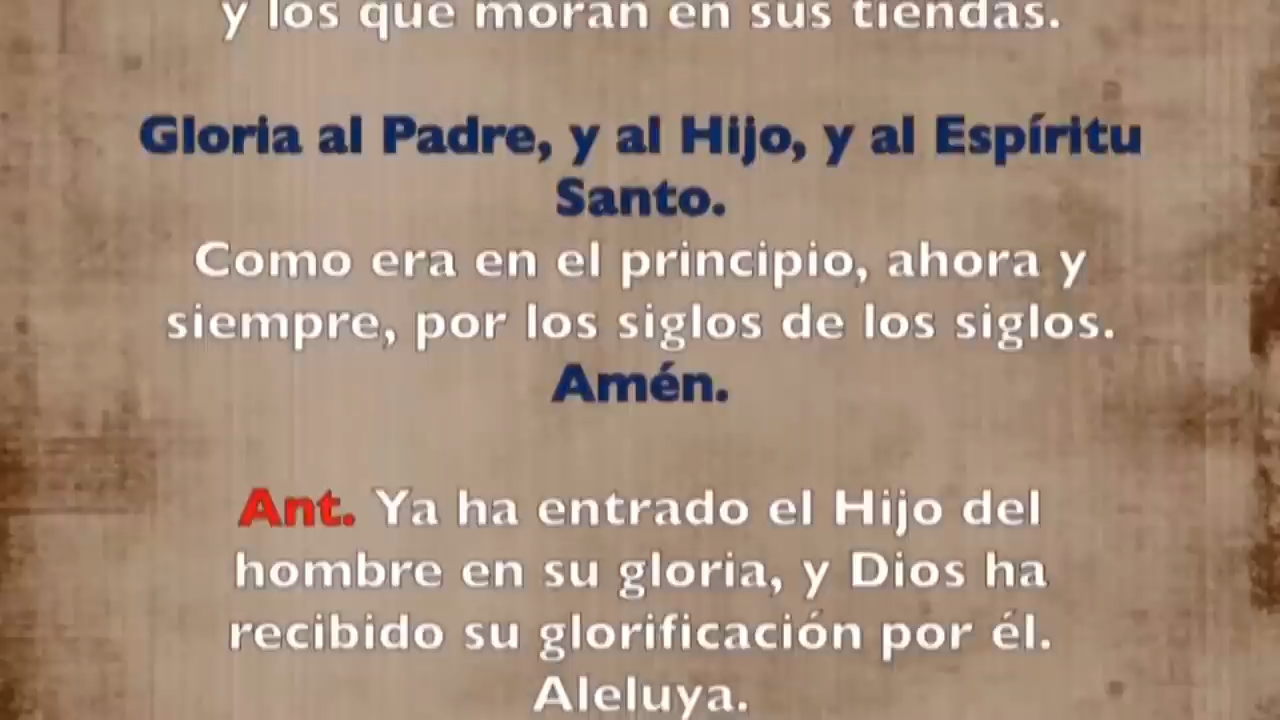 y los que moran en sus tiendas.
Gloria al Padre, y al Hijo, y al Espíritu
Santo.
Como era en el principio, ahora y
siempre, por los siglos de los siglos.
Amén.
Ant. Ya ha entrado el Hijo del
hombre en su gloria, y Dios ha
recibido su glorificación por él.
Aleluya.